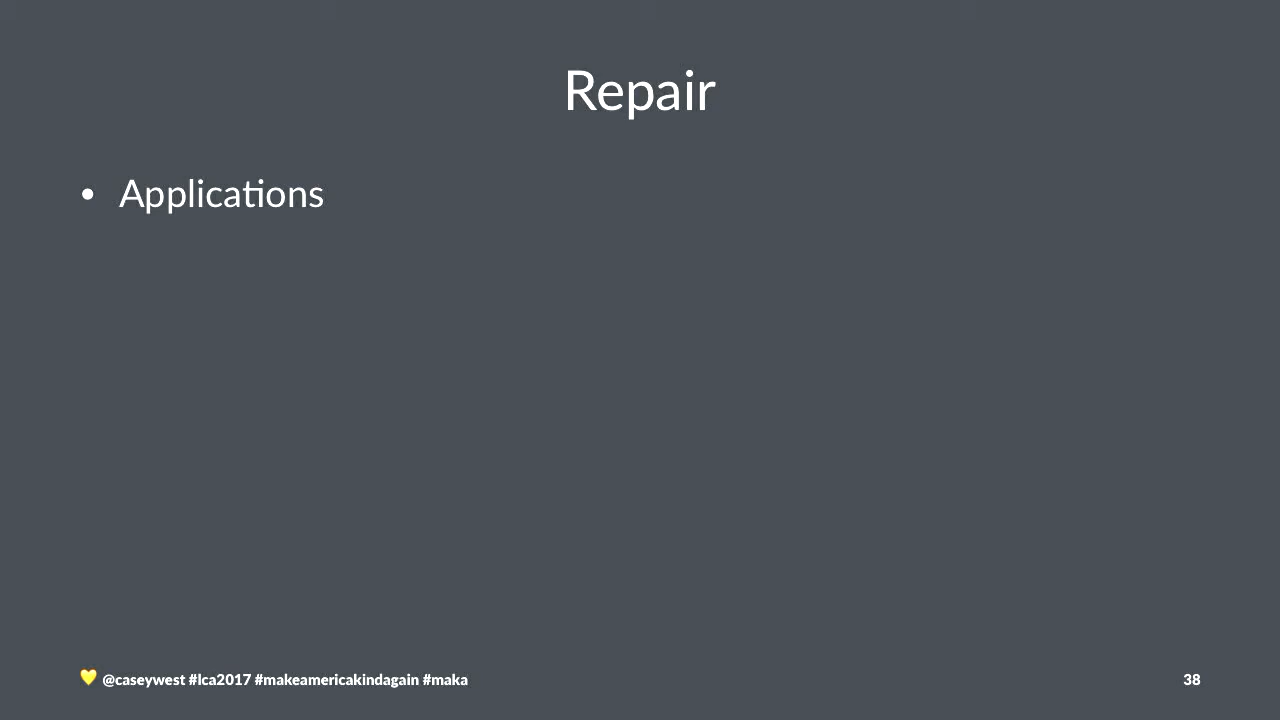 Repair
• Applications
💛 @caseywest #lca2017 #makeamericakindagain #maka
38